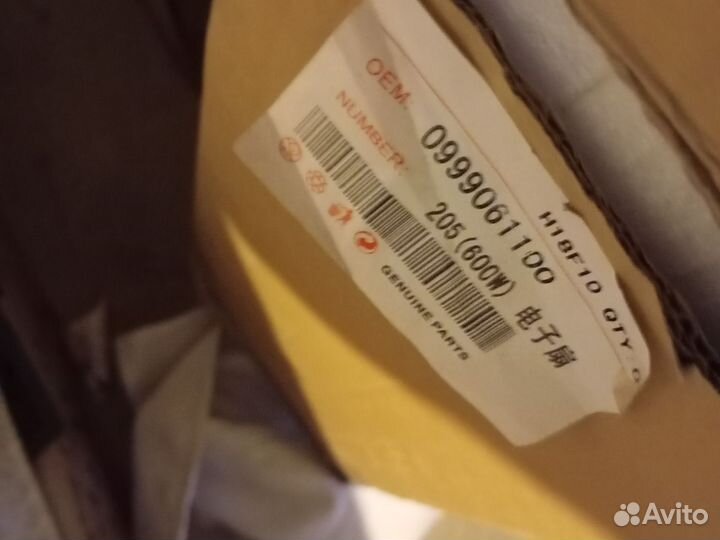 OEM.
NUMBER:
0999061100
205(600W) 电子扇
GENUINE PARTS
H18F10 QTY:
Avito